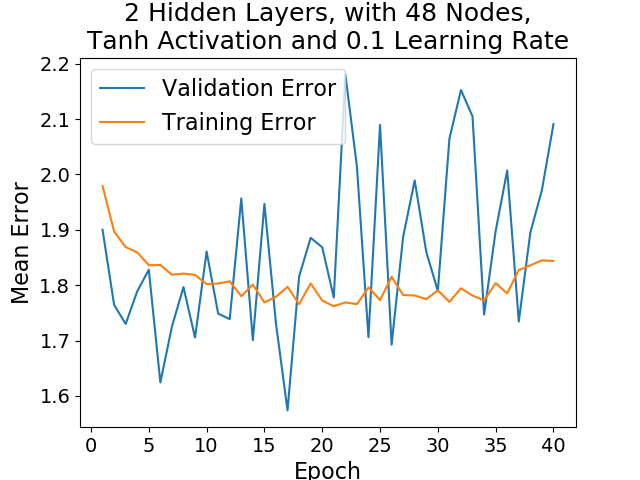 2 Hidden Layers, with 48 Nodes,
Tanh Activation and 0.1 Learning Rate
Validation Error
Training Error
Mean Error
2.2
2.1
2.0
1.9
1.8
1.7
1.6
0 5 10 15 20 25 30 35 40
Epoch